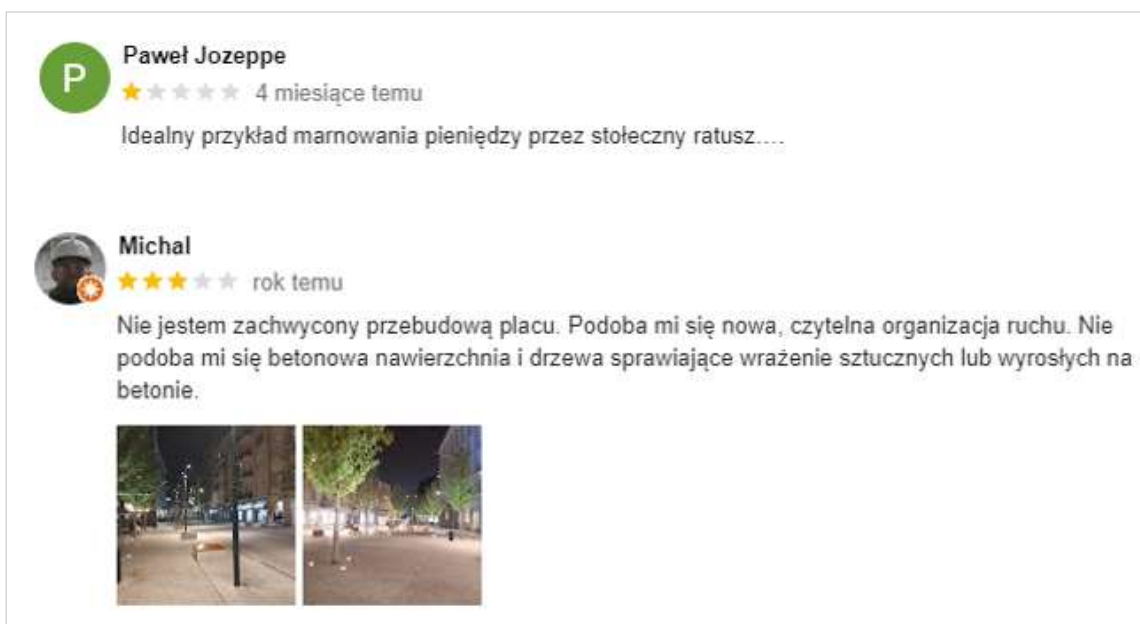 P
Paweł Jozeppe
4 miesiące temu
Idealny przykład marnowania pieniędzy przez stołeczny ratusz....
Michal
rok temu
Nie jestem zachwycony przebudową placu. Podoba mi się nowa, czytelna organizacja ruchu. Nie
podoba mi się betonowa nawierzchnia i drzewa sprawiające wrażenie sztucznych lub wyrosłych na
betonie.